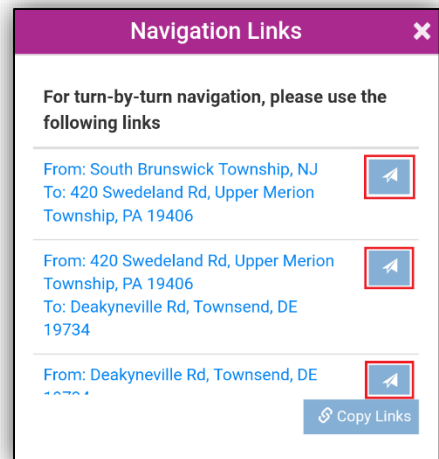 Navigation Links
For turn-by-turn navigation, please use the
following links
From: South Brunswick Township, NJ
To: 420 Swedeland Rd, Upper Merion
Township, PA 19406
From: 420 Swedeland Rd, Upper Merion
Township, PA 19406
To: Deakyneville Rd, Townsend, DE
19734
From: Deakyneville Rd, Townsend, DE
Copy Links